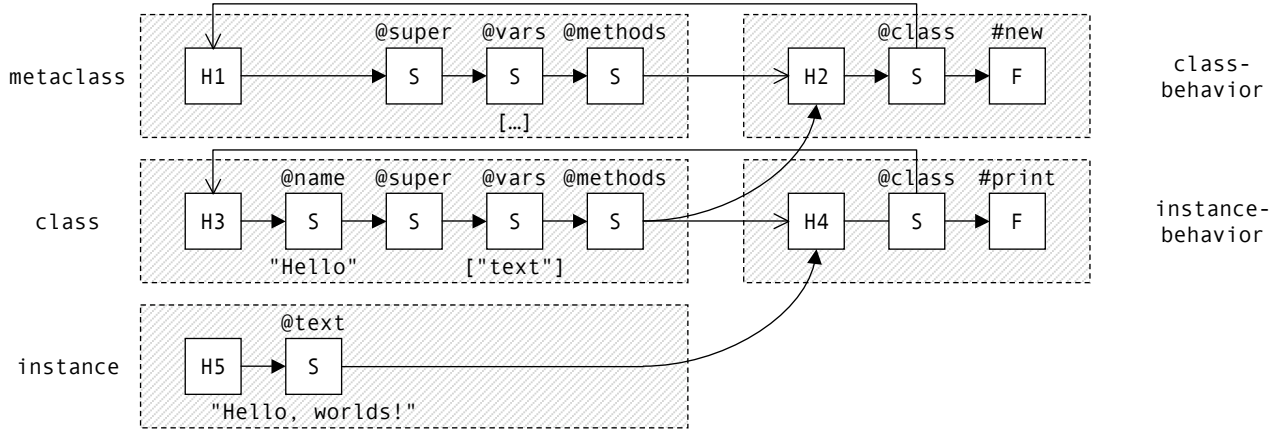 @super @vars @methods @class #new
metaclass H1 S S S H2 S F class-
behavior
[…]
@name @super @vars @methods @class #print
class H3 S S S S H4 S F instance-
behavior
"Hello" ["text"]
@text
instance H5 S
"Hello, worlds!"